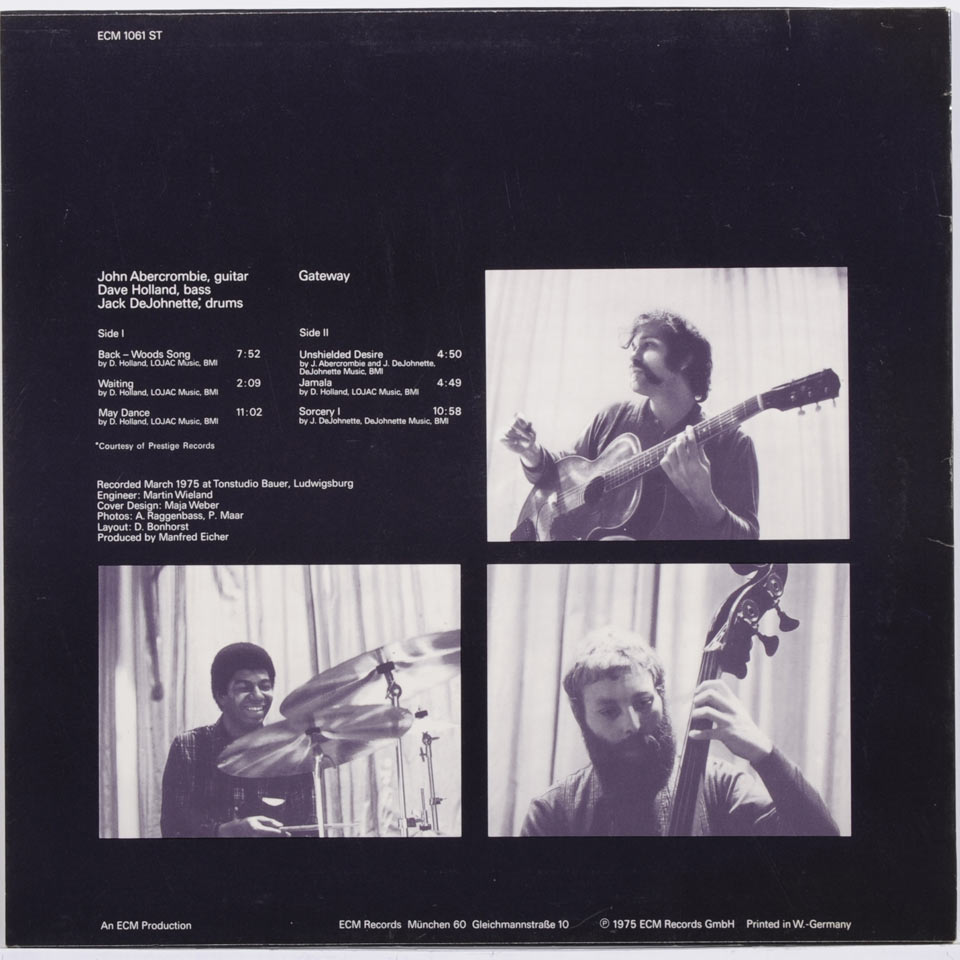 ECM 1061 ST
John Abercrombie, guitar
Dave Holland, bass
Jack DeJohnette*, drums
Gateway
Side I
Back – Woods Song 7:52
by D. Holland, LOJAC Music, BMI
Waiting 2:09
by D. Holland, LOJAC Music, BMI
May Dance 11:02
by D. Holland, LOJAC Music, BMI
Side II
Unshielded Desire 4:50
by J. Abercrombie and J. DeJohnette,
DeJohnette Music, BMI
Jamala 4:49
by D. Holland, LOJAC Music, BMI
Sorcery I 10:58
by J. DeJohnette, DeJohnette Music, BMI
*Courtesy of Prestige Records
Recorded March 1975 at Tonstudio Bauer, Ludwigsburg
Engineer: Martin Wieland
Cover Design: Maja Weber
Photos: A. Raggenbass, P. Maar
Layout: D. Bonhorst
Produced by Manfred Eicher
An ECM Production
ECM Records München 60 Gleichmannstraße 10
℗ 1975 ECM Records GmbH Printed in W.-Germany